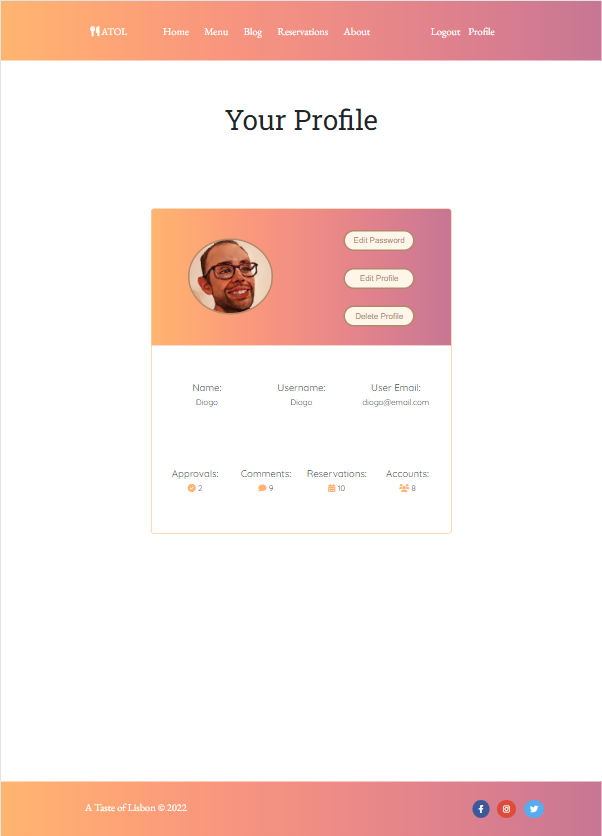 ATOL Home Menu Blog Reservations About Logout Profile
Your Profile
Edit Password
Edit Profile
Delete Profile
Name: Username: User Email:
Diogo Diogo diogo@email.com
Approvals: Comments: Reservations: Accounts:
2 9 10 8
A Taste of Lisbon © 2022